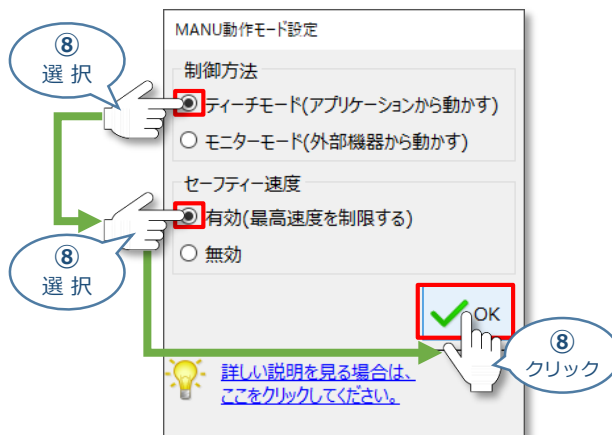 MANU動作モード設定
⑧
選 択
制御方法
ティーチモード(アプリケーションから動かす)
モニターモード(外部機器から動かす)
セーフティー速度
有効(最高速度を制限する)
⑧
選 択
無効
OK
⑧
クリック
詳しい説明を見る場合は、
ここをクリックしてください。